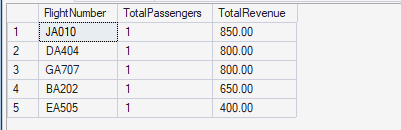 FlightNumber TotalPassengers TotalRevenue
1 JA010 1 850.00
2 DA404 1 800.00
3 GA707 1 800.00
4 BA202 1 650.00
5 EA505 1 400.00